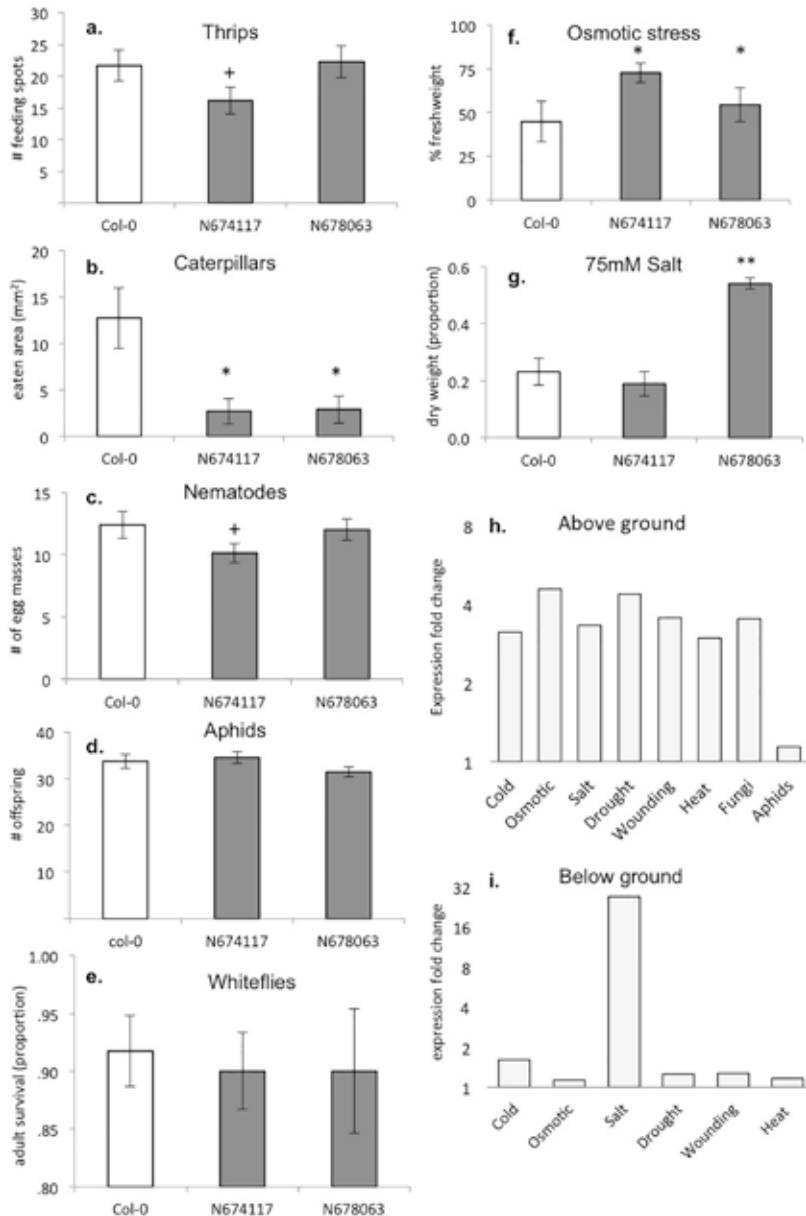 a. Thrips
# feeding spots
25
20
15
10
5
Col-0 N674117 N678063
+
b. Caterpillars
eaten area (mm2)
20
15
10
5
0
Col-0 N674117 N678063
* *
c. Nematodes
# of egg masses
15
10
5
0
Col-0 N674117 N678063
+
d. Aphids
# offspring
40
30
20
10
col-0 N674117 N678063
e. Whiteflies
adult survival (proportion)
1.00
.95
.90
.85
.80
Col-0 N674117 N678063
f. Osmotic stress
% freshweight
100
75
50
25
0
Col-0 N674117 N678063
* *
g. 75mM Salt
dry weight (proportion)
0.6
0.4
0.2
0.0
Col-0 N674117 N678063
**
h. Above ground
Expression fold change
8
4
2
1
Cold Osmotic Salt Drought Wounding Heat Fungi Aphids
i. Below ground
expression fold change
32
16
4
2
1
Cold Osmotic Salt Drought Wounding Heat